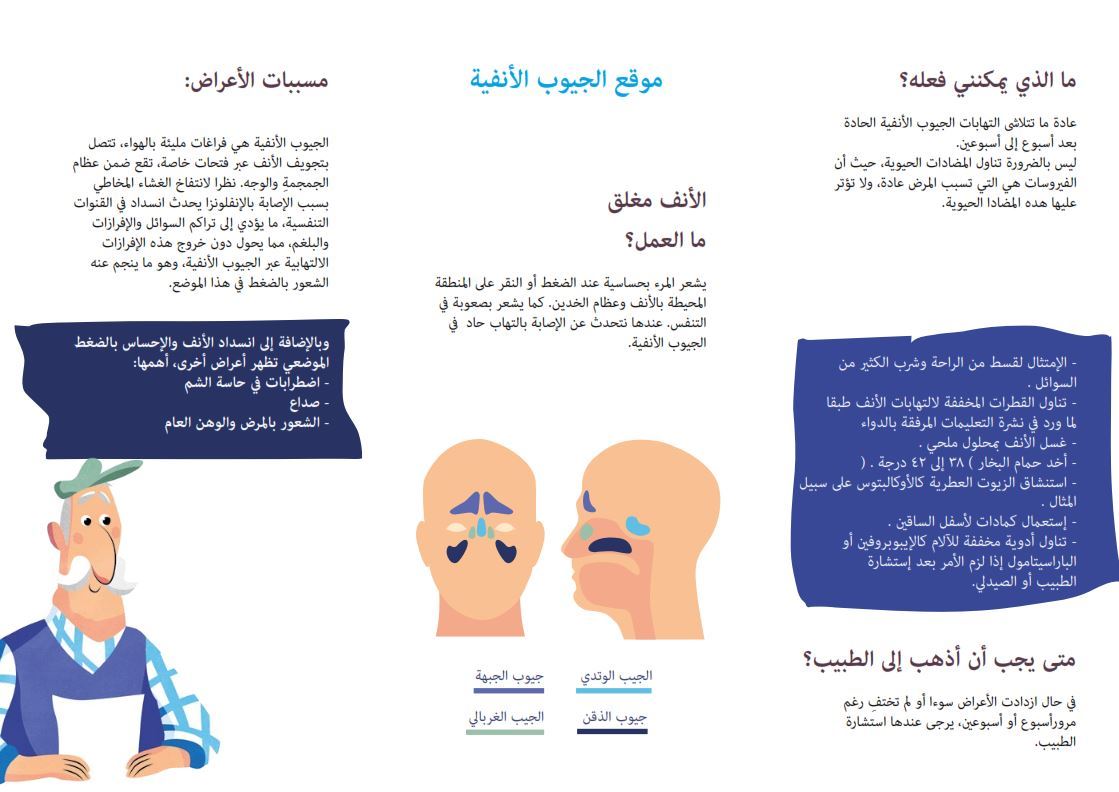 ما الذي يمكنني فعله؟
عادة ما تتلاشى التهابات الجيوب الأنفية الحادة
بعد أسبوع إلى أسبوعين.
ليس بالضرورة تناول المضادات الحيوية، حيث أن
الفيروسات هي التي تسبب المرض عادة، ولا تؤثر
عليها هده المضادا الحيوية.
- الإمتثال لقسط من الراحة وشرب الكثير من
السوائل .
- تناول القطرات المخففة لالتهابات الأنف طبقا
لما ورد في نشرة التعليمات المرفقة بالدواء
- غسل الأنف بمحلول ملحي .
- أخد حمام البخار ) ٣٨ إلى ٤٢ درجة . (
- استنشاق الزيوت العطرية كالأوكالبتوس على سبيل
المثال .
- إستعمال كمادات لأسفل الساقين .
- تناول أدوية مخففة للآلام كالإيبوبروفين أو
الباراسيتامول إذا لزم الأمر بعد إستشارة
الطبيب أو الصيدلي.
متى يجب أن أذهب إلى الطبيب؟
في حال ازدادت الأعراض سوءا أو لم تختفِ رغم
مرورأسبوع أو أسبوعين، يرجى عندها استشارة
الطبيب.
موقع الجيوب الأنفية
الأنف مغلق
ما العمل؟
يشعر المرء بحساسية عند الضغط أو النقر على المنطقة
المحيطة بالأنف وعظام الخدين. كما يشعر بصعوبة في
التنفس. عندها نتحدث عن الإصابة بالتهاب حاد في
الجيوب الأنفية.
الجيب الوتدي
جيوب الجبهة
جيوب الذقن
الجيب الغربالي
مسببات الأعراض:
الجيوب الأنفية هي فراغات مليئة بالهواء، تتصل
بتجويف الأنف عبر فتحات خاصة، تقع ضمن عظام
الجمجمةِ والوجه. نظرا لانتفاخ الغشاء المخاطي
بسبب الإصابة بالإنفلونزا يحدث انسداد في القنوات
التنفسية، ما يؤدي إلى تراكم السوائل والإفرازات
والبلغم، مما يحول دون خروج هذه الإفرازات
الالتهابية عبر الجيوب الأنفية، وهو ما ينجم عنه
الشعور بالضغط في هذا الموضع.
وبالإضافة إلى انسداد الأنف والإحساس بالضغط
الموضعي تظهر أعراض أخرى، أهمها:
- اضطرابات في حاسة الشم
- صداع
- الشعور بالمرض والوهن العام